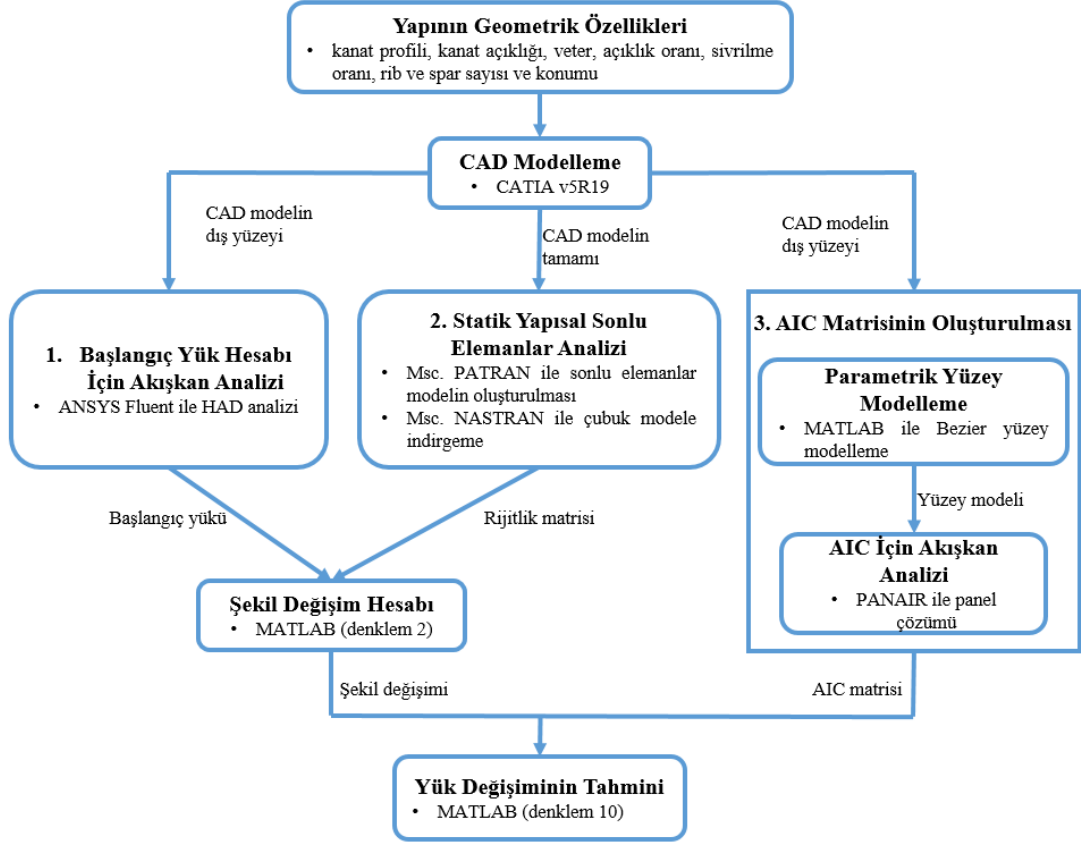 Yapının Geometrik Özellikleri
• kanat profili, kanat açıklığı, veter, açıklık oranı, sivrilme
oranı, rib ve spar sayısı ve konumu
CAD Modelleme
• CATIA v5R19
CAD modelin
dış yüzeyi
CAD modelin
tamamı
CAD modelin
dış yüzeyi
1. Başlangıç Yük Hesabı
İçin Akışkan Analizi
• ANSYS Fluent ile HAD analizi
2. Statik Yapısal Sonlu
Elemanlar Analizi
• Msc. PATRAN ile sonlu elemanlar
modelin oluşturulması
• Msc. NASTRAN ile çubuk modele
indirgeme
3. AIC Matrisinin Oluşturulması
Parametrik Yüzey
Modelleme
• MATLAB ile Bezier yüzey
modelleme
Yüzey modeli
AIC İçin Akışkan
Analizi
• PANAIR ile panel
çözümü
Başlangıç yükü
Rijitlik matrisi
Şekil Değişim Hesabı
• MATLAB (denklem 2)
Şekil değişimi
AIC matrisi
Yük Değişiminin Tahmini
• MATLAB (denklem 10)